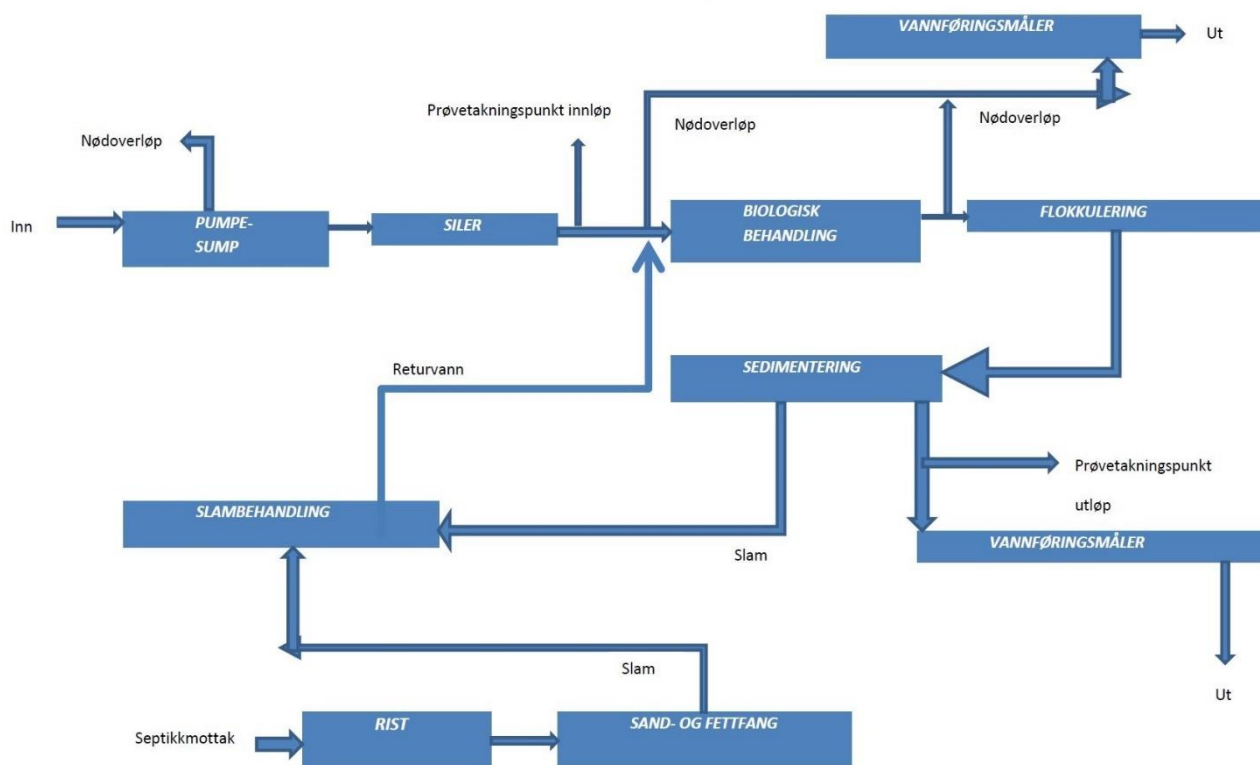 VANNFØRINGSMÅLER
Ut
Prøvetakningspunkt innløp
Nødoverløp
Nødoverløp
Nødoverløp
Inn
PUMPE-
SUMP
SILER
BIOLOGISK
BEHANDLING
FLOKKULERING
Returvann
SEDIMENTERING
Prøvetakningspunkt
utløp
SLAMBEHANDLING
Slam
VANNFØRINGSMÅLER
Slam
Ut
Septikkmottak
RIST
SAND- OG FETTFANG